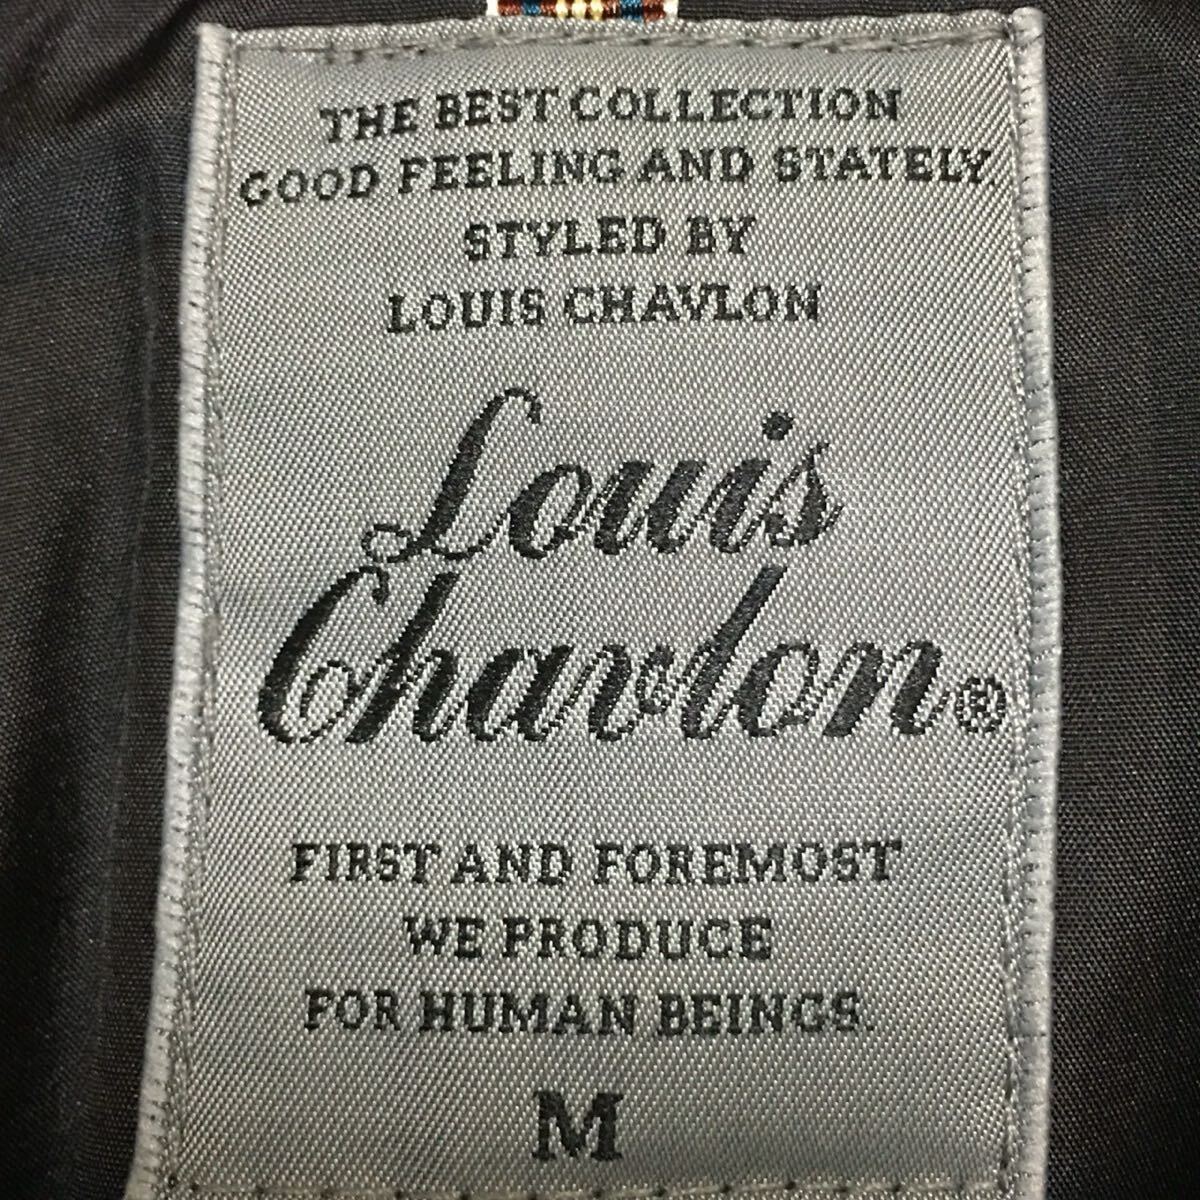 THE BEST COLLECTION
GOOD FEELING AND STATELY.
STYLED BY
LOUIS CHAVLON
Louis
Chavlon®
FIRST AND FOREMOST
WE PRODUCE
FOR HUMAN BEINGS.
M